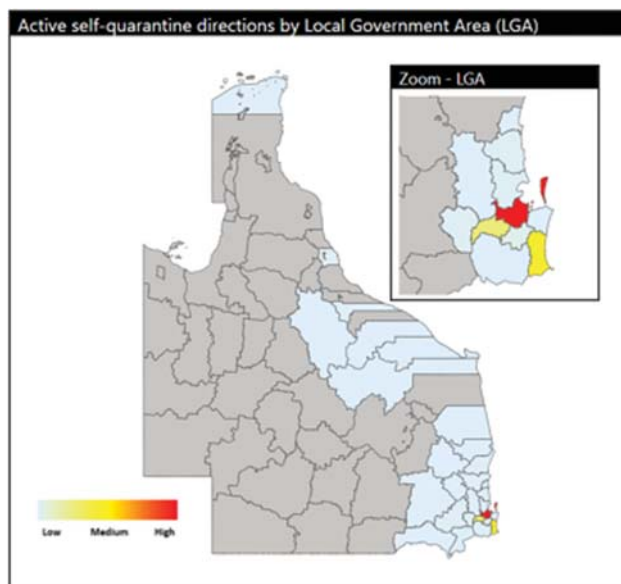 Active self-quarantine directions by Local Government Area (LGA)
Zoom - LGA
Low Medium High